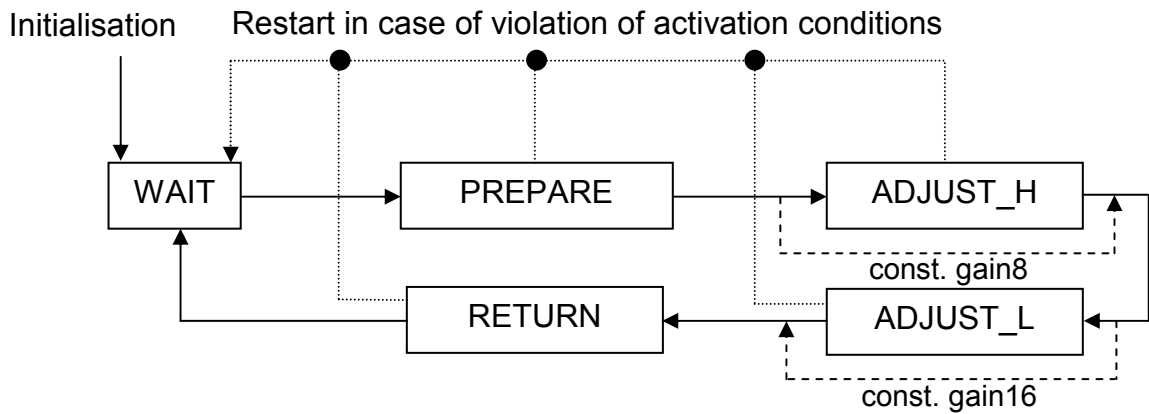 Initialisation
Restart in case of violation of activation conditions
WAIT
PREPARE
ADJUST_H
const. gain8
RETURN
ADJUST_L
const. gain16